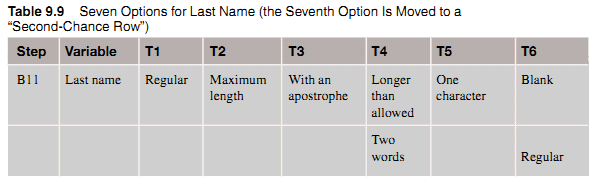 Table 9.9 Seven Options for Last Name (the Seventh Option Is Moved to a
“Second-Chance Row”)
Step Variable T1 T2 T3 T4 T5 T6
B11 Last name Regular Maximum length With an apostrophe Longer than allowed One character Blank
Two words Regular